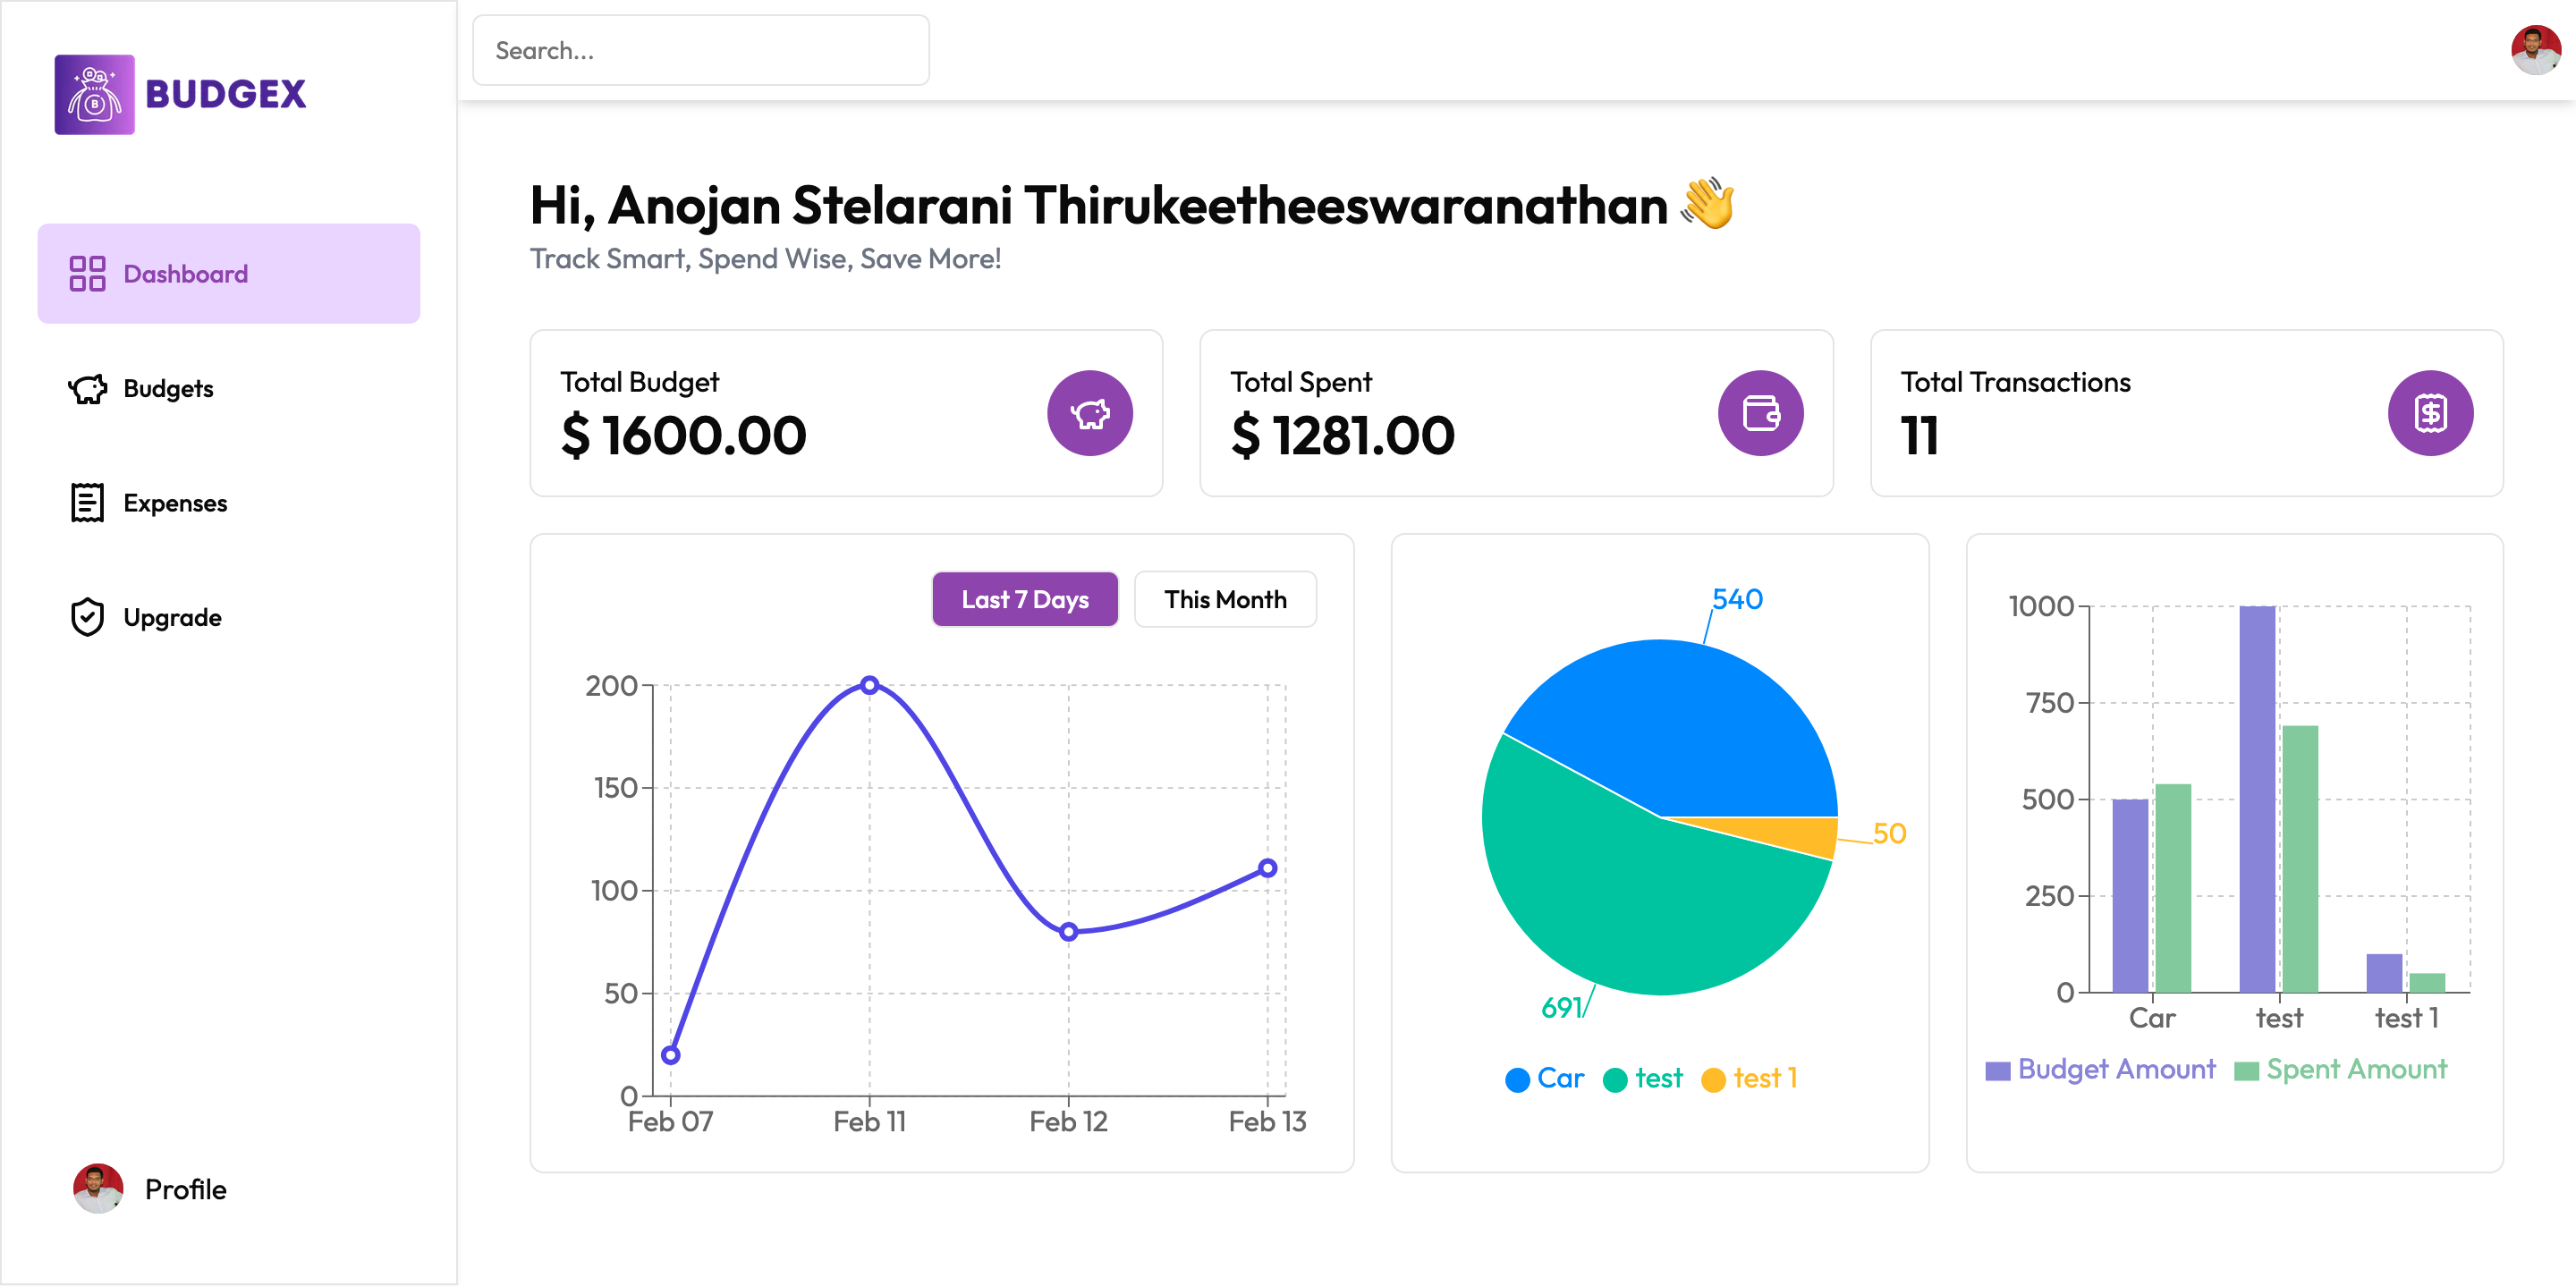 BUDGEX
Search...
Dashboard
Budgets
Expenses
Upgrade
Profile
Hi, Anojan Stelarani Thirukeetheeswaranathan 👋
Track Smart, Spend Wise, Save More!
Total Budget
$ 1600.00
Total Spent
$ 1281.00
Total Transactions
11
Last 7 Days
This Month
200
150
100
50
0
Feb 07
Feb 11
Feb 12
Feb 13
540
50
691
Car
test
test 1
1000
750
500
250
0
Car
test
test 1
Budget Amount
Spent Amount